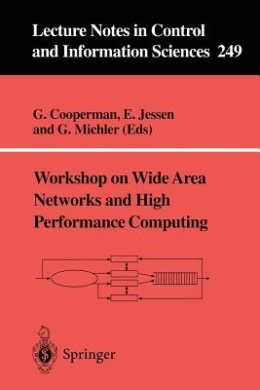 Lecture Notes in Control
and Information Sciences 249
G. Cooperman, E. Jessen
and G. Michler (Eds)
Workshop on Wide Area
Networks and High
Performance Computing
Springer